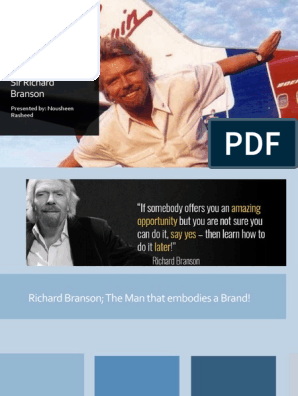 Sir Richard
Branson
Presented by: Nousheen
Rasheed
PDF
"If somebody offers you an amazing
opportunity but you are not sure you
can do it, say yes – then learn how to
do it later!"
Richard Branson
Richard Branson; The Man that embodies a Brand!